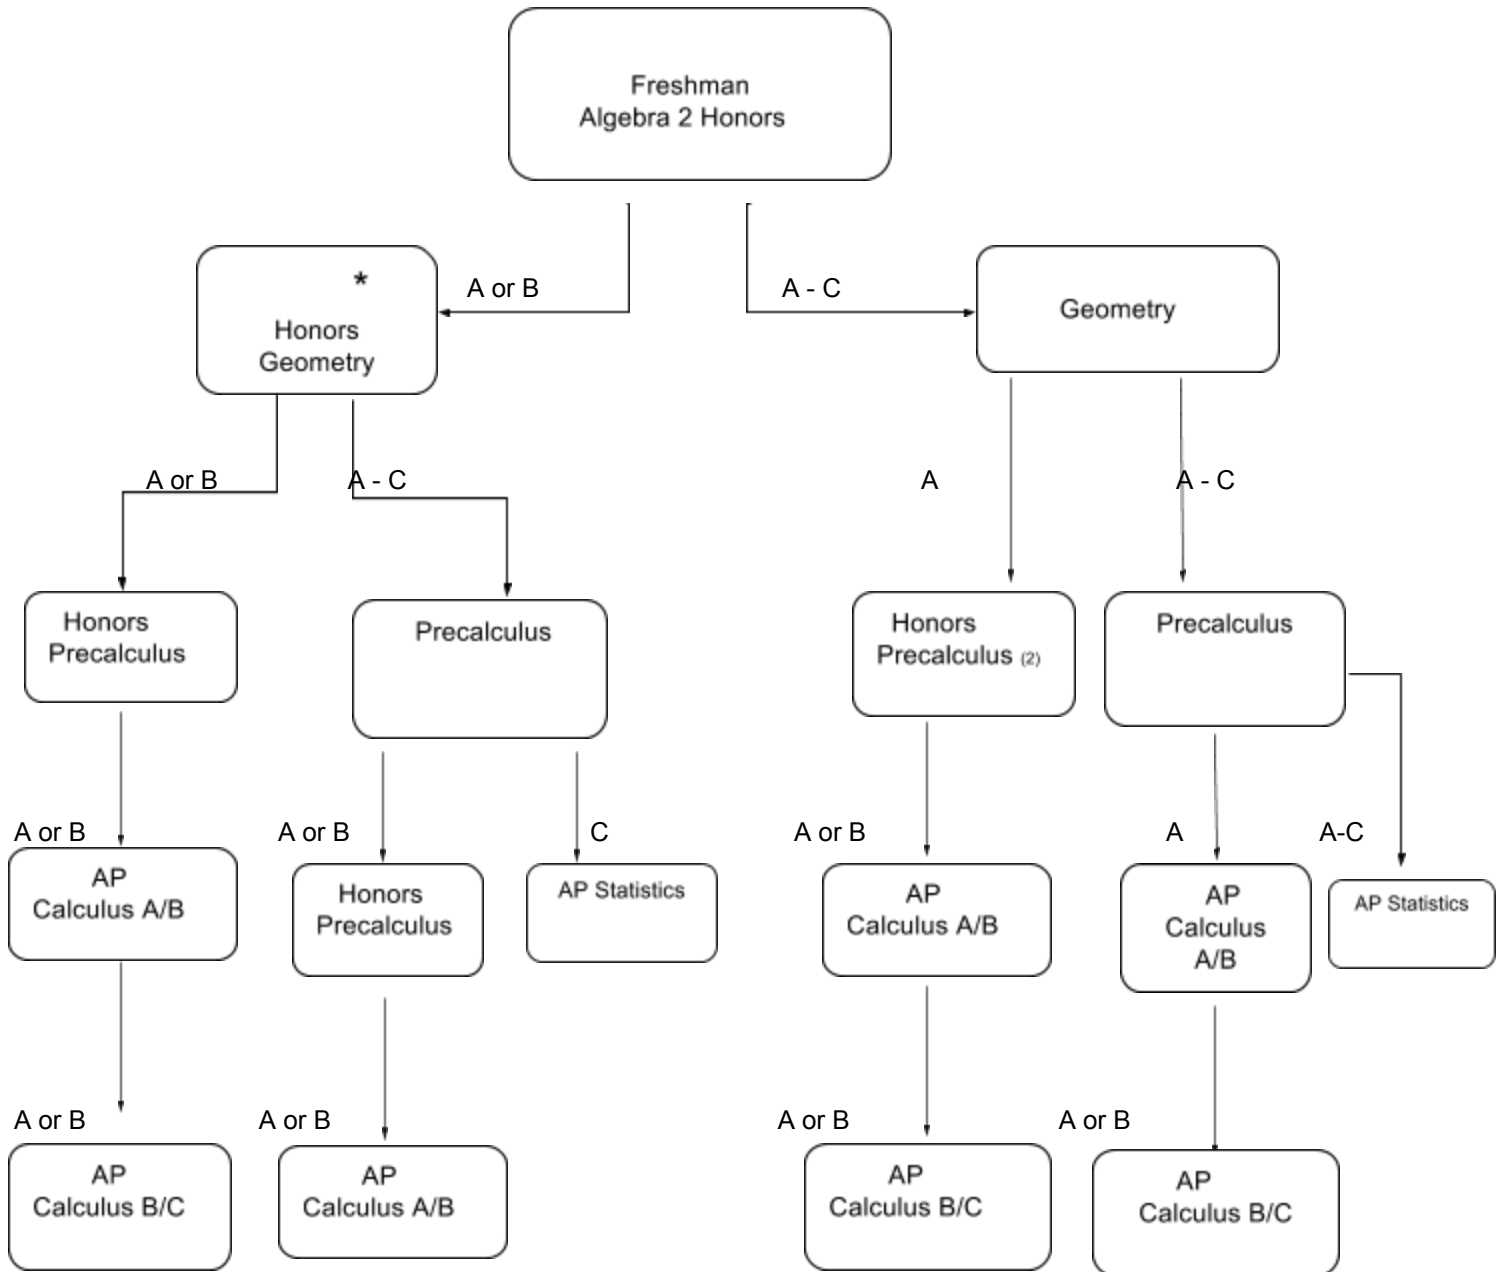 Freshman
Algebra 2 Honors
*
Honors
Geometry
A or B
A - C
Geometry
A or B
A - C
A
A - C
Honors
Precalculus
Precalculus
Honors
Precalculus (2)
Precalculus
A or B
A or B
C
A or B
A
A-C
AP
Calculus A/B
Honors
Precalculus
AP Statistics
AP
Calculus A/B
AP
Calculus
A/B
AP Statistics
A or B
A or B
A or B
A or B
AP
Calculus B/C
AP
Calculus A/B
AP
Calculus B/C
AP
Calculus B/C